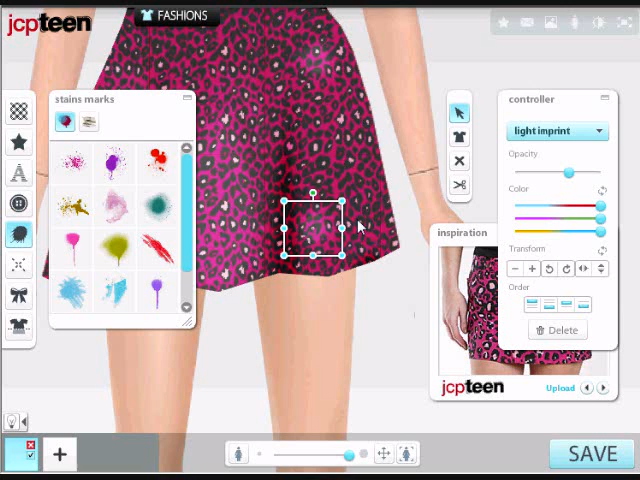 jcpteen
FASHIONS
stains marks
A
controller
light imprint
Opacity
Color
Transform
Order
Delete
inspiration
jcpteen
Upload
SAVE